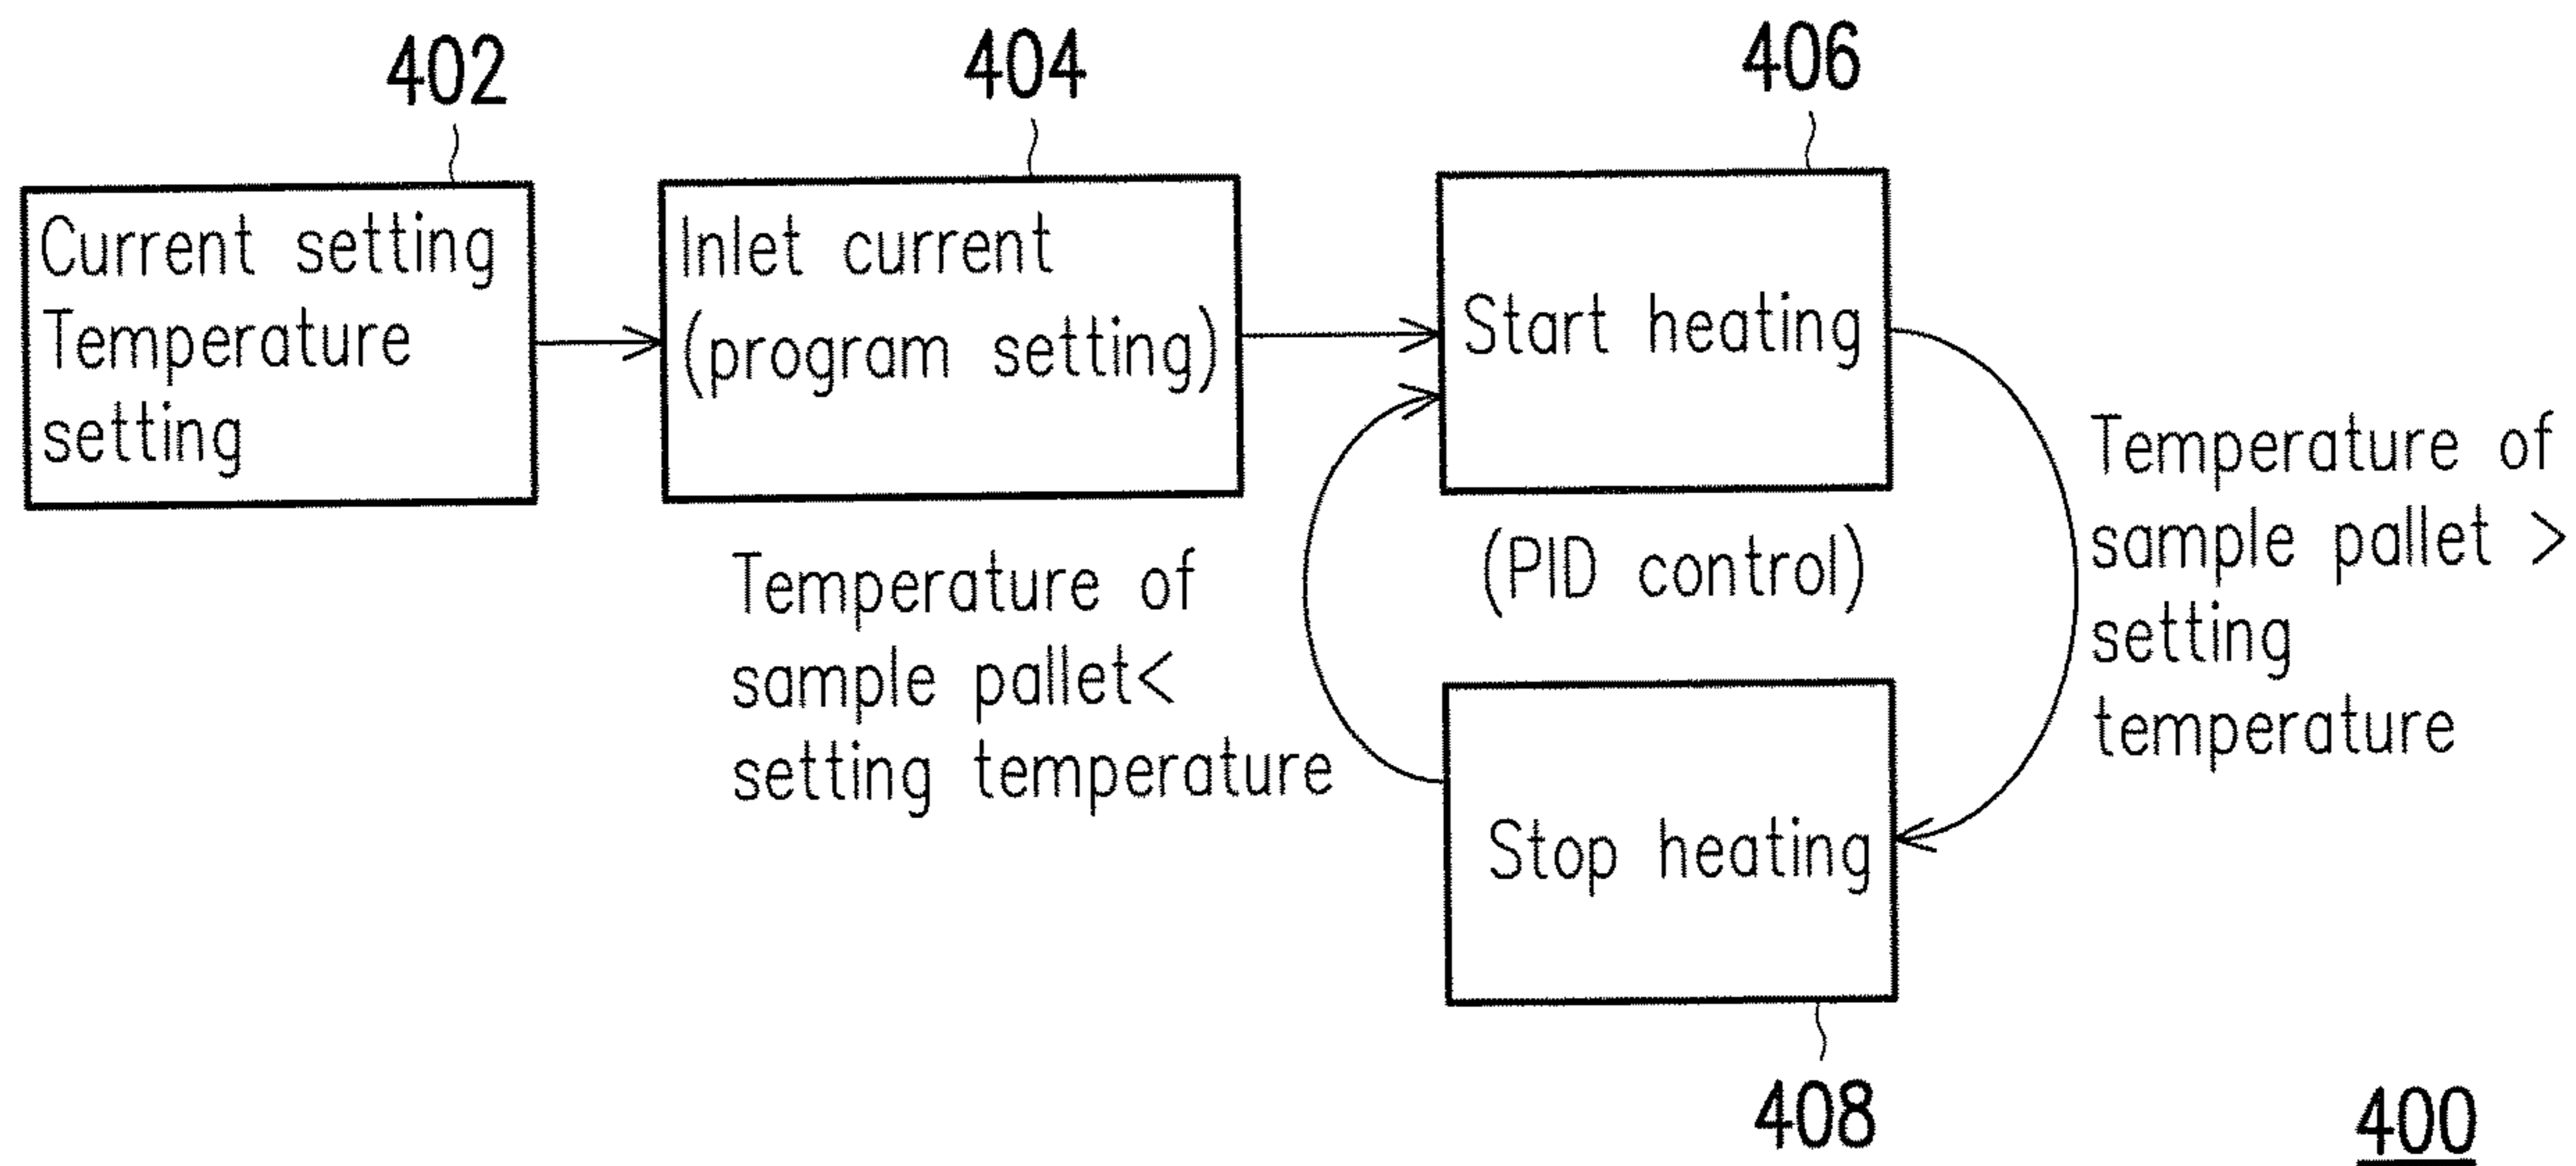 402
Current setting
Temperature
setting
404
Inlet current
(program setting)
406
Start heating
(PID control)
Temperature of
sample pallet<
setting temperature
Temperature of
sample pallet >
setting
temperature
Stop heating
408
400